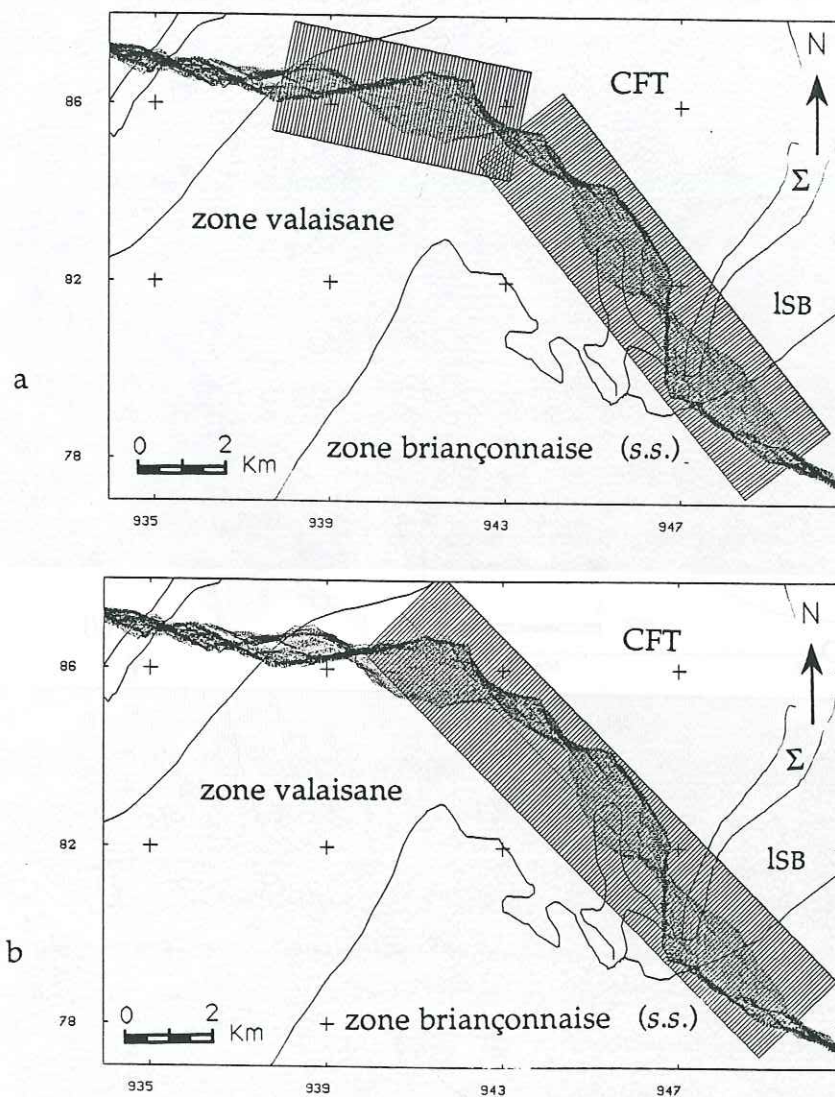 N
86
CFT
Σ
zone valaisane
82
lSB
a
zone briançonnaise (s.s.)
0 2
Km
78
935 939 943 947
N
CFT
86
Σ
zone valaisane
82
lSB
b
zone briançonnaise (s.s.)
0 2
Km
78
935 939 943 947